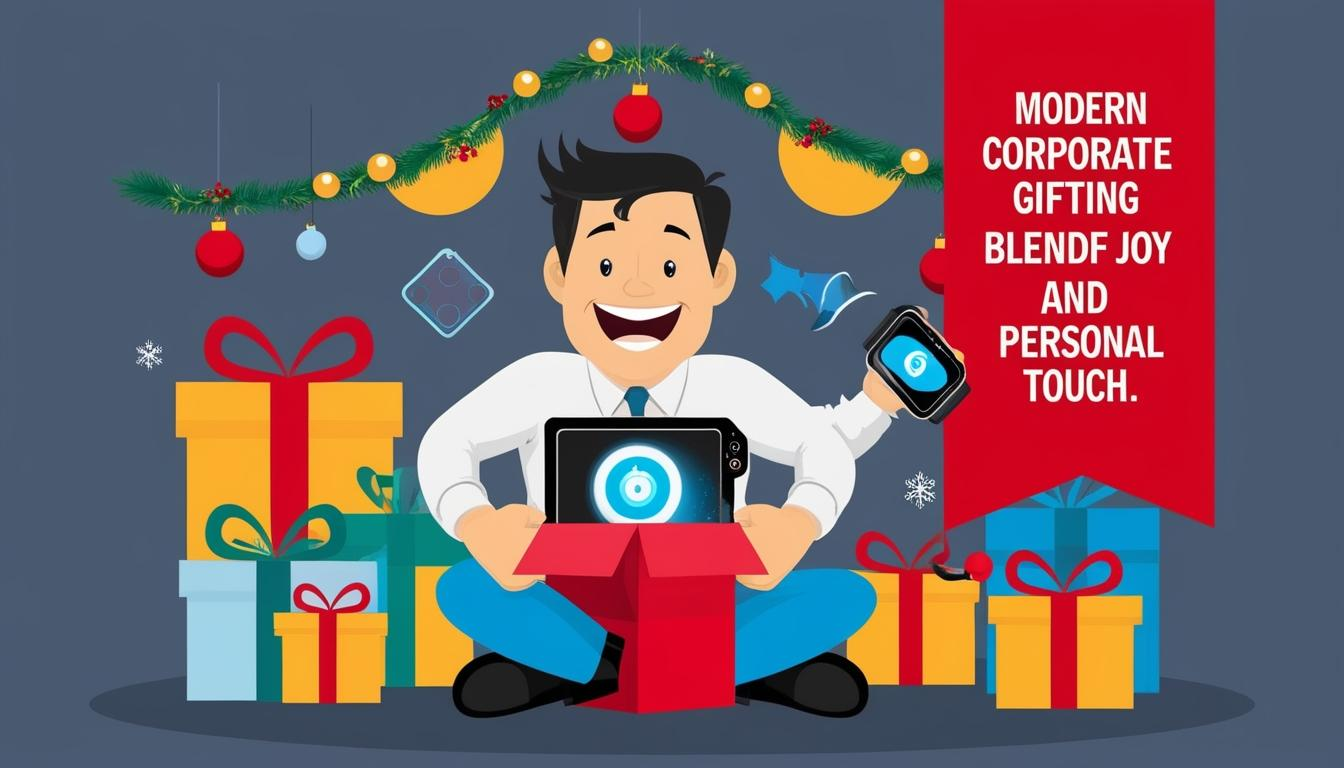 MODERN
CORPORATE
GIFTING
BLENDF JOY
AND
PERSONAL
TOUCH.